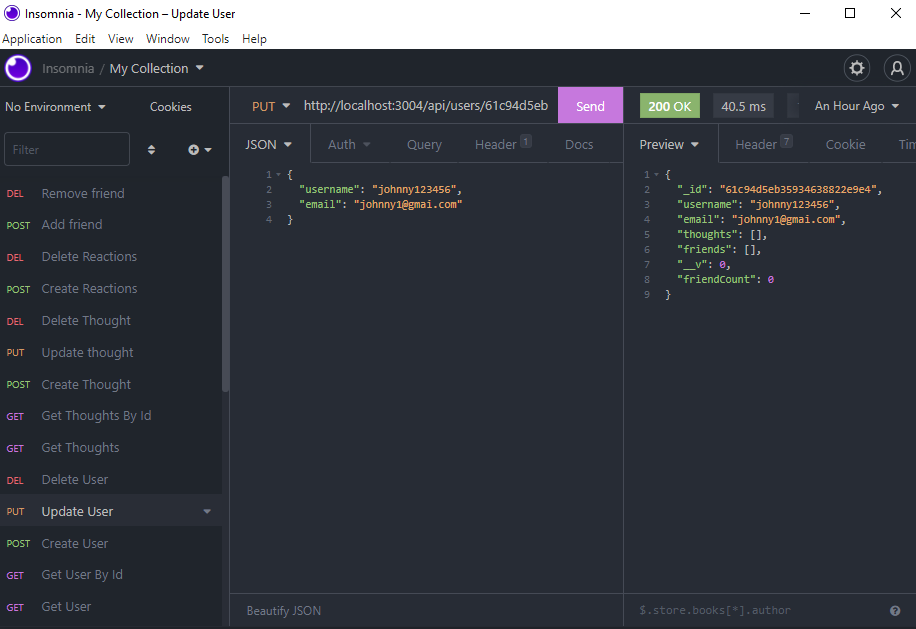 Insomnia - My Collection – Update User
Application Edit View Window Tools Help
Insomnia / My Collection
No Environment Cookies
Filter
DEL Remove friend
POST Add friend
DEL Delete Reactions
POST Create Reactions
DEL Delete Thought
PUT Update thought
POST Create Thought
GET Get Thoughts By Id
GET Get Thoughts
DEL Delete User
PUT Update User
POST Create User
GET Get User By Id
GET Get User
PUT http://localhost:3004/api/users/61c94d5eb Send
JSON Auth Query Header 1 Docs
1 {
2 "username": "johnny123456",
3 "email": "johnny1@gmai.com"
4 }
Beautify JSON
200 OK 40.5 ms An Hour Ago
Preview Header 7 Cookie Tim
1 {
2 "_id": "61c94d5eb35934638822e9e4",
3 "username": "johnny123456",
4 "email": "johnny1@gmai.com",
5 "thoughts": [],
6 "friends": [],
7 "__v": 0,
8 "friendCount": 0
9 }
$.store.books[*].author